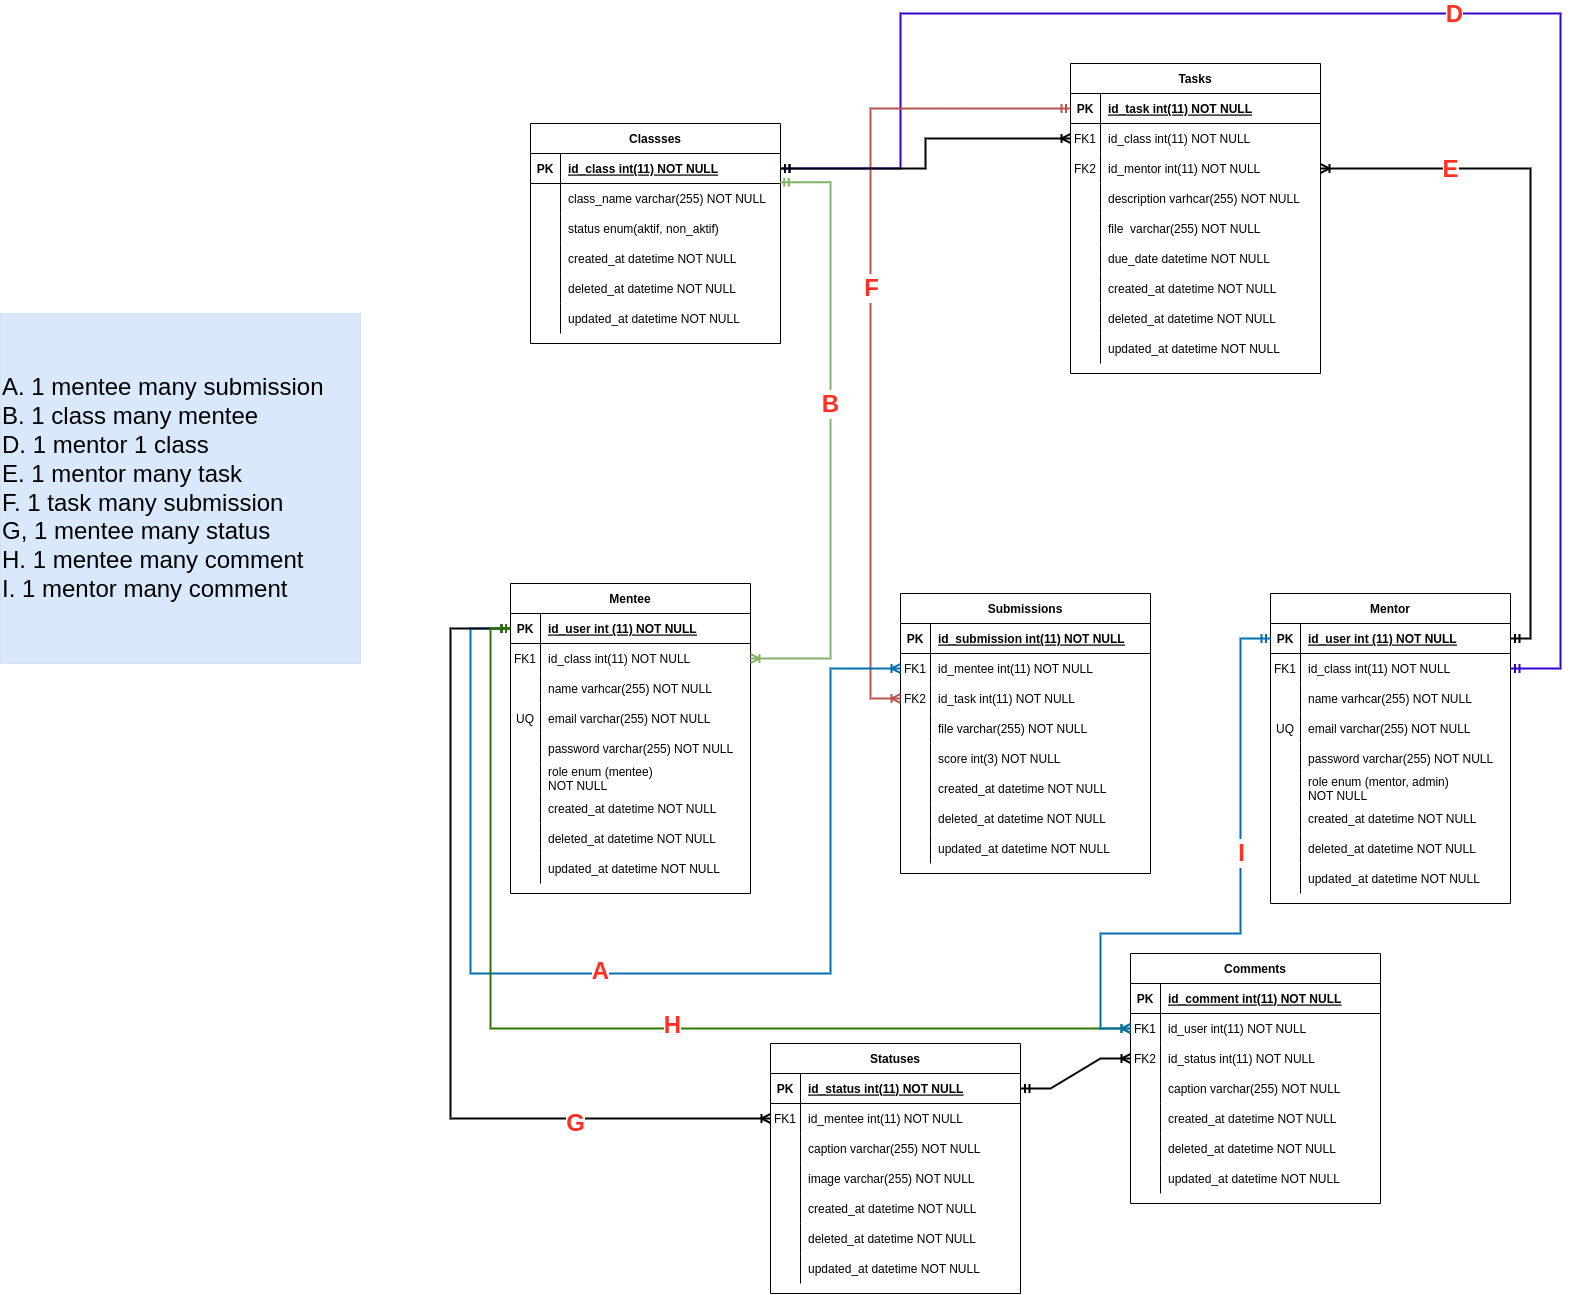 D
Tasks
PK id_task int(11) NOT NULL
FK1 id_class int(11) NOT NULL
FK2 id_mentor int(11) NOT NULL
description varhcar(255) NOT NULL
file varchar(255) NOT NULL
due_date datetime NOT NULL
created_at datetime NOT NULL
deleted_at datetime NOT NULL
updated_at datetime NOT NULL
Classses
PK id_class int(11) NOT NULL
class_name varchar(255) NOT NULL
status enum(aktif, non_aktif)
created_at datetime NOT NULL
deleted_at datetime NOT NULL
updated_at datetime NOT NULL
E
F
B
A. 1 mentee many submission
B. 1 class many mentee
D. 1 mentor 1 class
E. 1 mentor many task
F. 1 task many submission
G, 1 mentee many status
H. 1 mentee many comment
I. 1 mentor many comment
Mentee
PK id_user int (11) NOT NULL
FK1 id_class int(11) NOT NULL
name varhcar(255) NOT NULL
UQ email varchar(255) NOT NULL
password varchar(255) NOT NULL
role enum (mentee)
NOT NULL
created_at datetime NOT NULL
deleted_at datetime NOT NULL
updated_at datetime NOT NULL
Submissions
PK id_submission int(11) NOT NULL
FK1 id_mentee int(11) NOT NULL
FK2 id_task int(11) NOT NULL
file varchar(255) NOT NULL
score int(3) NOT NULL
created_at datetime NOT NULL
deleted_at datetime NOT NULL
updated_at datetime NOT NULL
Mentor
PK id_user int (11) NOT NULL
FK1 id_class int(11) NOT NULL
name varhcar(255) NOT NULL
UQ email varchar(255) NOT NULL
password varchar(255) NOT NULL
role enum (mentor, admin)
NOT NULL
created_at datetime NOT NULL
deleted_at datetime NOT NULL
updated_at datetime NOT NULL
I
A
H
G
Comments
PK id_comment int(11) NOT NULL
FK1 id_user int(11) NOT NULL
FK2 id_status int(11) NOT NULL
caption varchar(255) NOT NULL
created_at datetime NOT NULL
deleted_at datetime NOT NULL
updated_at datetime NOT NULL
Statuses
PK id_status int(11) NOT NULL
FK1 id_mentee int(11) NOT NULL
caption varchar(255) NOT NULL
image varchar(255) NOT NULL
created_at datetime NOT NULL
deleted_at datetime NOT NULL
updated_at datetime NOT NULL